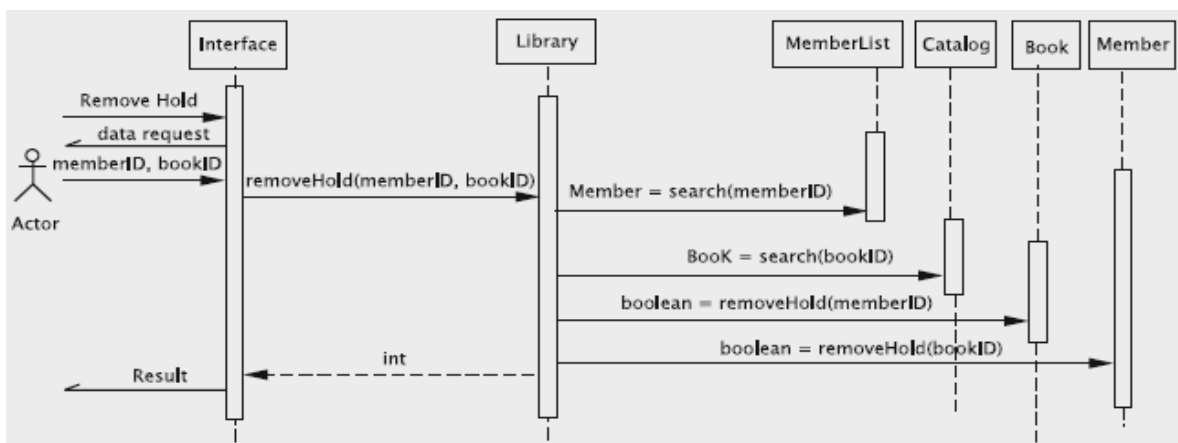 Interface
Library
MemberList
Catalog
Book
Member
Remove Hold
data request
memberID, bookID
Actor
removeHold(memberID, bookID)
Member = search(memberID)
BooK = search(bookID)
boolean = removeHold(memberID)
boolean = removeHold(bookID)
int
Result